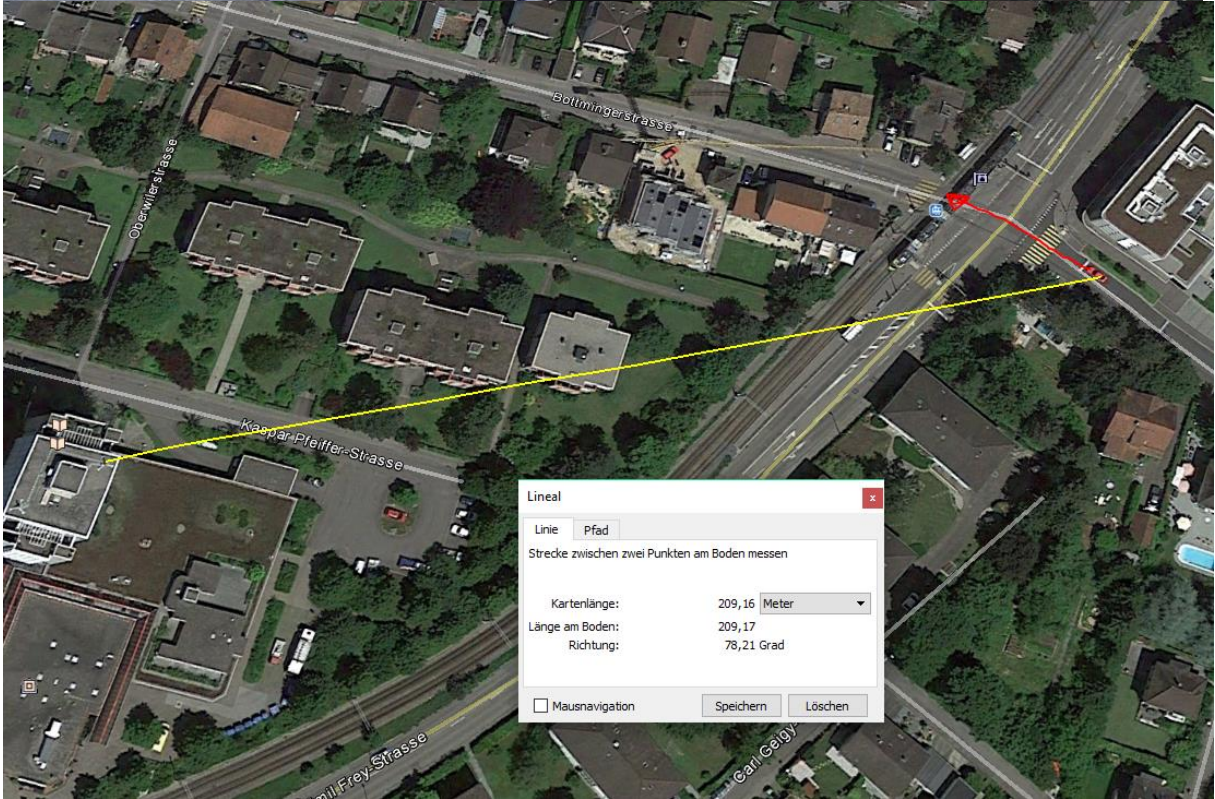 Bottmingerstrasse
Oberwilerstrasse
Kaspar Pfeiffer-Strasse
Lineal
x
Linie
Pfad
Strecke zwischen zwei Punkten am Boden messen
Kartenlänge: 209,16 Meter
Länge am Boden: 209,17
Richtung: 78,21 Grad
Mausnavigation
Speichern
Löschen
mil Frey-Strasse
Carl Geigy-